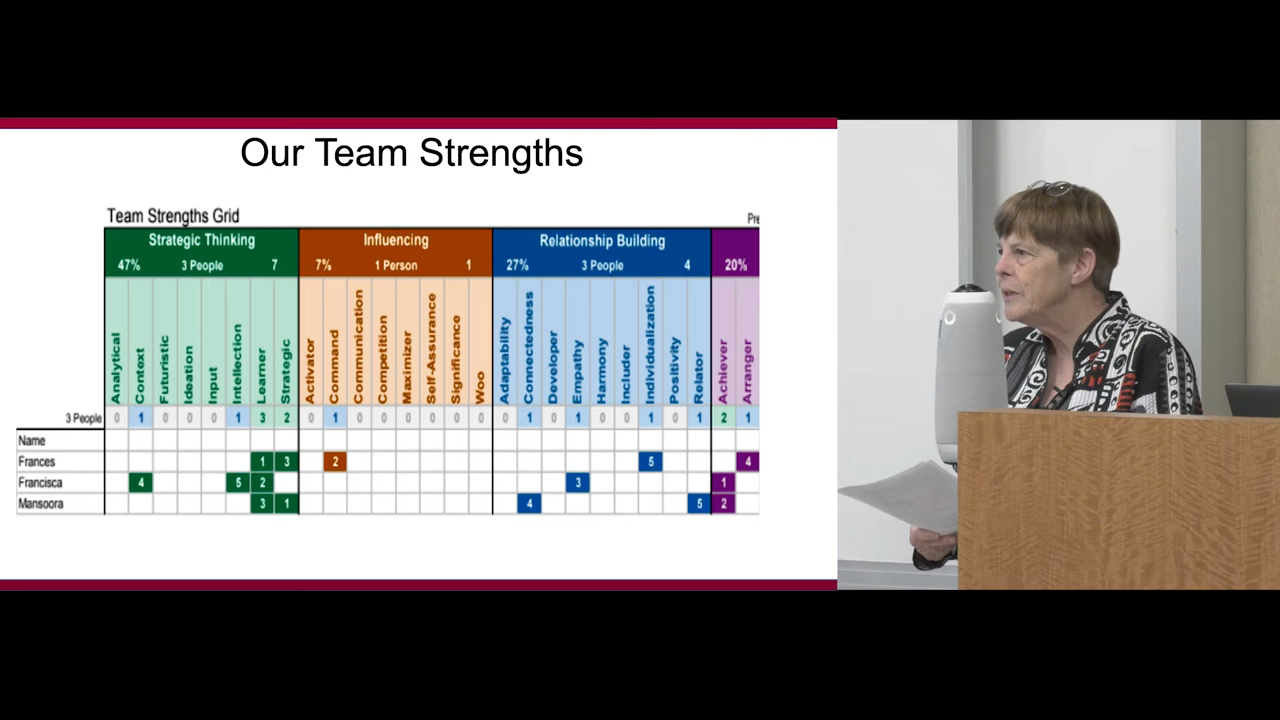 Our Team Strengths
Team Strengths Grid
Pre
Strategic Thinking Influencing Relationship Building
47% 3 People 7 7% 1 Person 1 27% 3 People 4 20%
Analytical Context Futuristic Ideation Input Intellection Learner Strategic Activator Command Communication Competition Maximizer Self-Assurance Significance Woo Adaptability Connectedness Developer Empathy Harmony Includer Individualization Positivity Relator Achiever Arranger
3 People 0 1 0 0 0 1 3 2 0 1 0 0 0 0 0 0 0 1 0 1 0 0 1 0 1 2 1
Name
Frances 1 3 2 5 4
Francisca 4 5 2 3 1
Mansoora 3 1 4 5 2